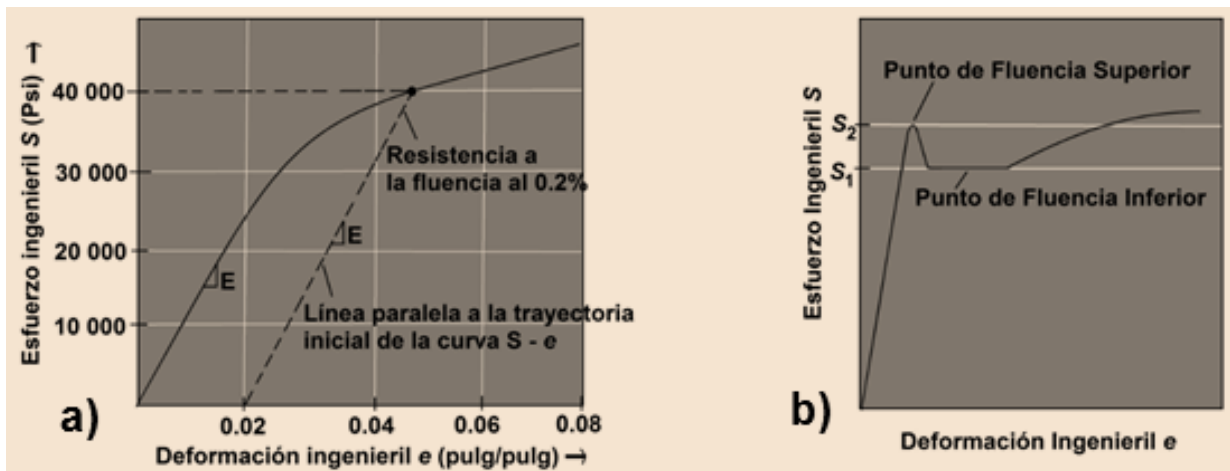 Esfuerzo ingenieril S (Psi) →
40 000
30 000
20 000
10 000
Resistencia a
la fluencia al 0.2%
E
E
Línea paralela a la trayectoria
inicial de la curva S - e
0.02
0.04
0.06
0.08
Deformación ingenieril e (pulg/pulg) →
a)
Esfuerzo Ingenieril S
S2
S1
Punto de Fluencia Superior
Punto de Fluencia Inferior
Deformación Ingenieril e
b)